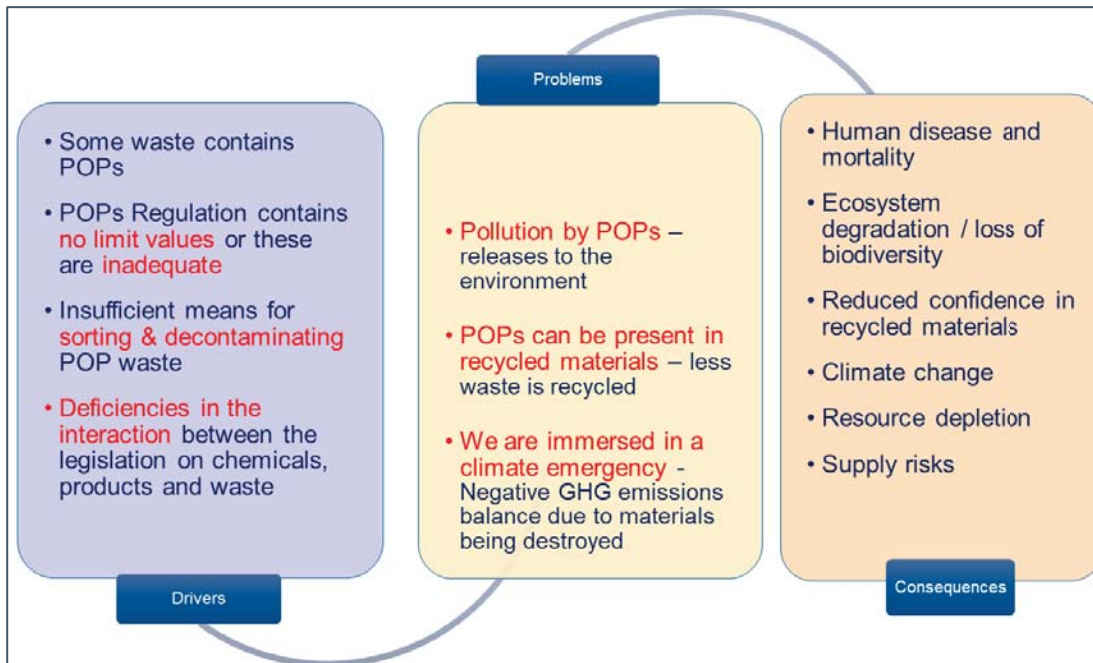 • Some waste contains
POPs
• POPs Regulation contains
no limit values or these
are inadequate
• Insufficient means for
sorting & decontaminating
POP waste
• Deficiencies in the
interaction between the
legislation on chemicals,
products and waste
Drivers
Problems
• Pollution by POPs –
releases to the
environment
• POPs can be present in
recycled materials – less
waste is recycled
• We are immersed in a
climate emergency -
Negative GHG emissions
balance due to materials
being destroyed
• Human disease and
mortality
• Ecosystem
degradation / loss of
biodiversity
• Reduced confidence in
recycled materials
• Climate change
• Resource depletion
• Supply risks
Consequences